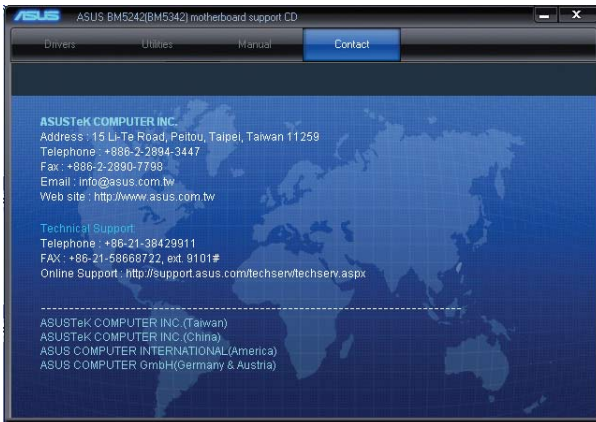 ASUS ASUS BM5242(BM5342) motherboard support CD
Drivers Utilities Manual Contact
ASUSTeK COMPUTER INC.
Address : 15 Li-Te Road, Peitou, Taipei, Taiwan 11259
Telephone : +886-2-2894-3447
Fax : +886-2-2890-7798
Email : info@asus.com.tw
Web site : http://www.asus.com.tw
Technical Support
Telephone : +86-21-38429911
FAX : +86-21-58668722, ext. 9101#
Online Support : http://support.asus.com/techserv/techserv.aspx
ASUSTeK COMPUTER INC.(Taiwan)
ASUSTeK COMPUTER INC.(China)
ASUS COMPUTER INTERNATIONAL(America)
ASUS COMPUTER GmbH(Germany & Austria)